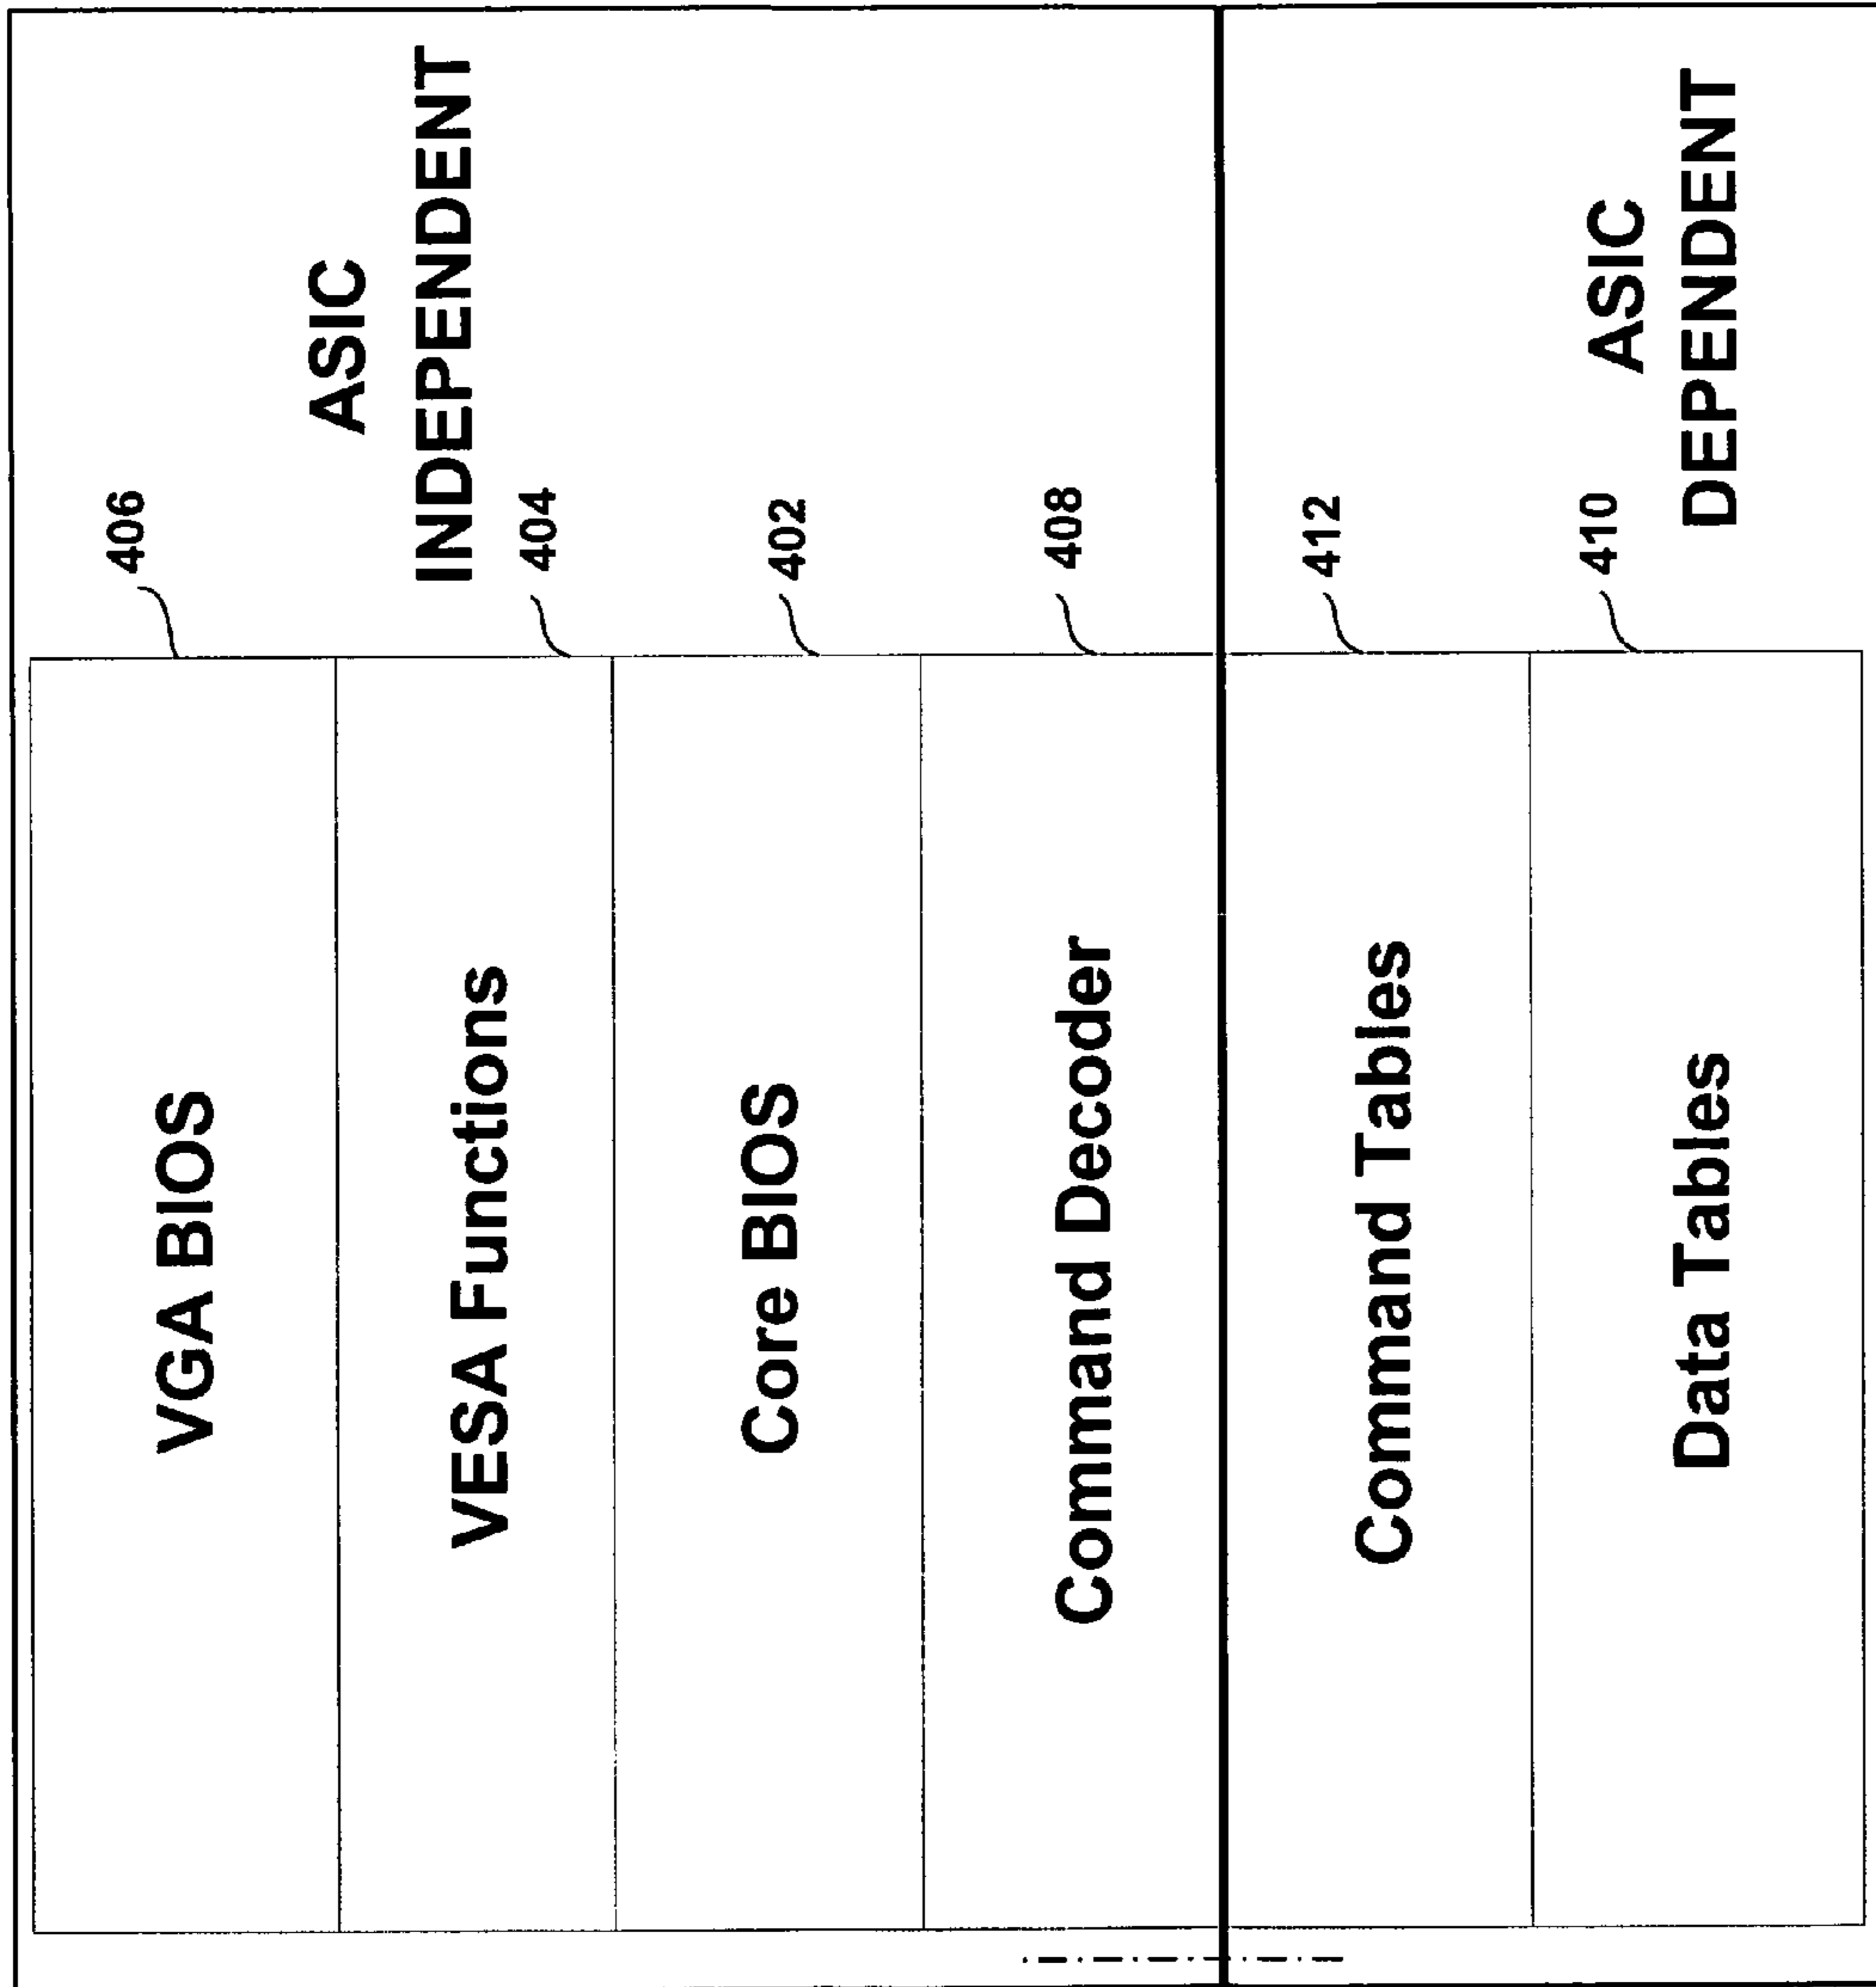 VGA BIOS
406
VESA Functions
404
Core BIOS
402
Command Decoder
408
ASIC
INDEPENDENT
Command Tables
412
Data Tables
410
ASIC
DEPENDENT